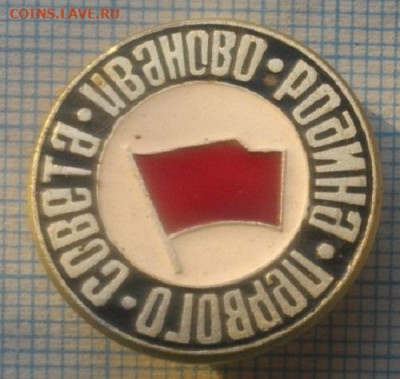 COINS.LAVE.RU
ИВАНОВО • РОДИНА • ПЕРВОГО • СОВЕТА •